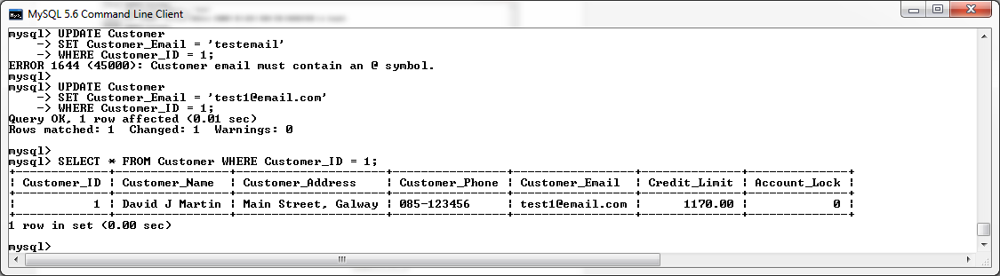 MySQL 5.6 Command Line Client
mysql> UPDATE Customer
    -> SET Customer_Email = 'testemail'
    -> WHERE Customer_ID = 1;
ERROR 1644 (45000): Customer email must contain an @ symbol.
mysql>
mysql> UPDATE Customer
    -> SET Customer_Email = 'test1@email.com'
    -> WHERE Customer_ID = 1;
Query OK, 1 row affected (0.01 sec)
Rows matched: 1  Changed: 1  Warnings: 0
mysql>
mysql> SELECT * FROM Customer WHERE Customer_ID = 1;
+-------------+----------------+--------------------+----------------+-----------------+--------------+--------------+
| Customer_ID | Customer_Name  | Customer_Address   | Customer_Phone | Customer_Email  | Credit_Limit | Account_Lock |
+-------------+----------------+--------------------+----------------+-----------------+--------------+--------------+
|           1 | David J Martin | Main Street, Galway | 085-123456     | test1@email.com |      1170.00 |            0 |
+-------------+----------------+--------------------+----------------+-----------------+--------------+--------------+
1 row in set (0.00 sec)
mysql>